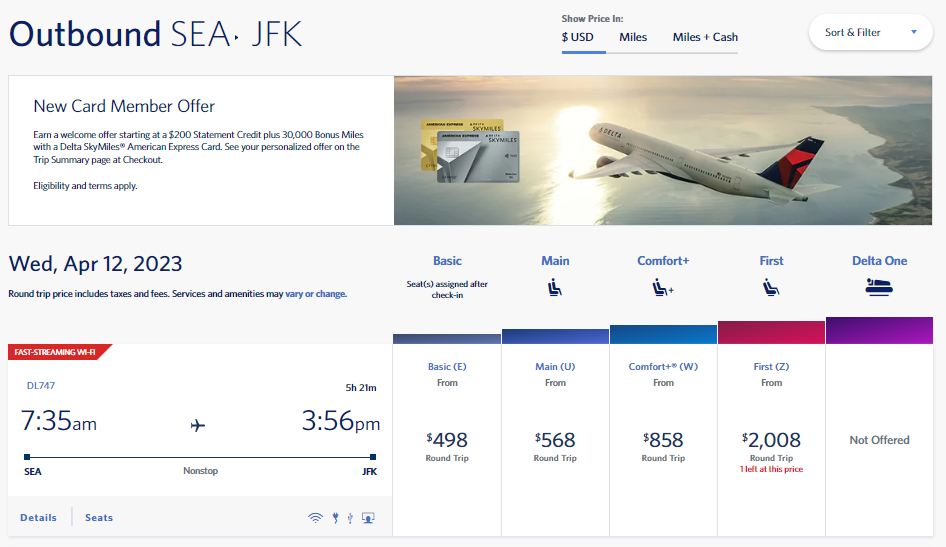 Outbound SEA▸ JFK
Show Price In:
$ USD Miles Miles + Cash
Sort & Filter
New Card Member Offer
Earn a welcome offer starting at a $200 Statement Credit plus 30,000 Bonus Miles
with a Delta SkyMiles® American Express Card. See your personalized offer on the
Trip Summary page at Checkout.
Eligibility and terms apply.
AMERICAN EXPRESS DELTA
SKYMILES
AMERICAN EXPRESS DELTA
SKYMILES
DELTA
Wed, Apr 12, 2023
Round trip price includes taxes and fees. Services and amenities may vary or change.
Basic
Seat(s) assigned after
check-in
Main
Comfort+
First
Delta One
FAST-STREAMING WI-FI
DL747 5h 21m
7:35am 3:56pm
SEA Nonstop JFK
Details Seats
Basic (E)
From
$498
Round Trip
Main (U)
From
$568
Round Trip
Comfort+® (W)
From
$858
Round Trip
First (Z)
From
$2,008
Round Trip
1 left at this price
Not Offered